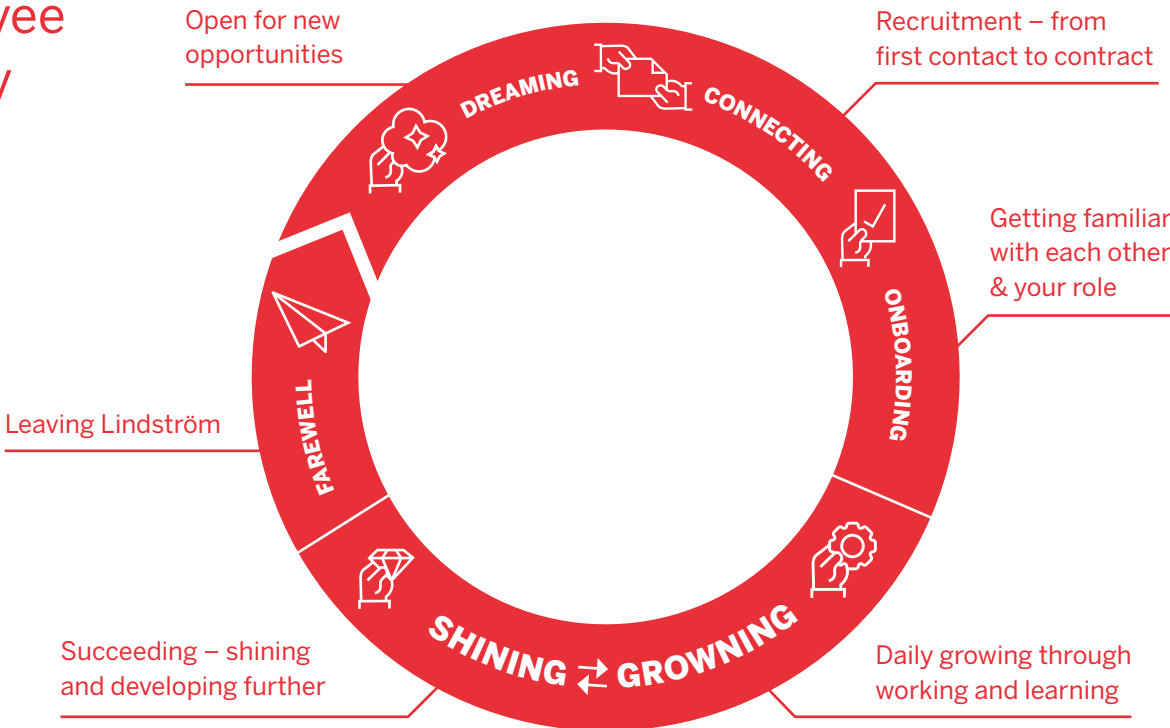 yee
y
Open for new
opportunities
Recruitment – from
first contact to contract
DREAMING
CONNECTING
Getting familiar
with each other
& your role
ONBOARDING
FAREWELL
Leaving Lindström
SHINING ⇄ GROWNING
Succeeding – shining
and developing further
Daily growing through
working and learning